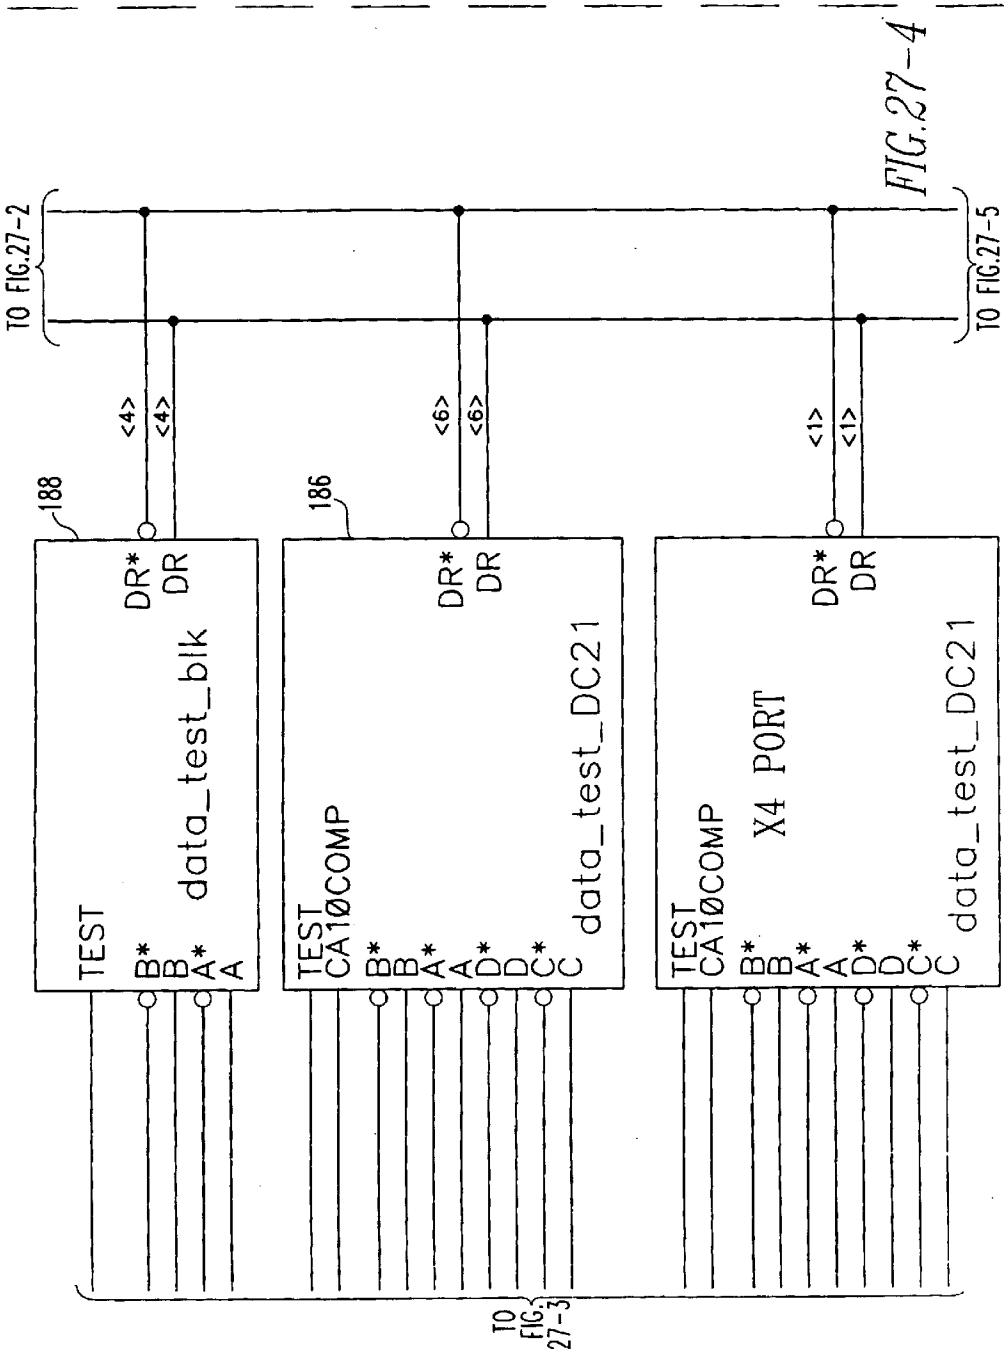 TO FIG.27-2
188
TEST
B*
B
A*
A
data_test_blk
DR*
DR
<4>
<4>
186
TEST
CA10COMP
B*
B
A*
A
D*
D
C*
C
data_test_DC21
DR*
DR
<6>
<6>
TEST
CA10COMP
B*
B
A*
A
D*
D
C*
C
X4 PORT
data_test_DC21
DR*
DR
<1>
<1>
TO
FIG.
27-3
TO FIG.27-5
FIG.27-4